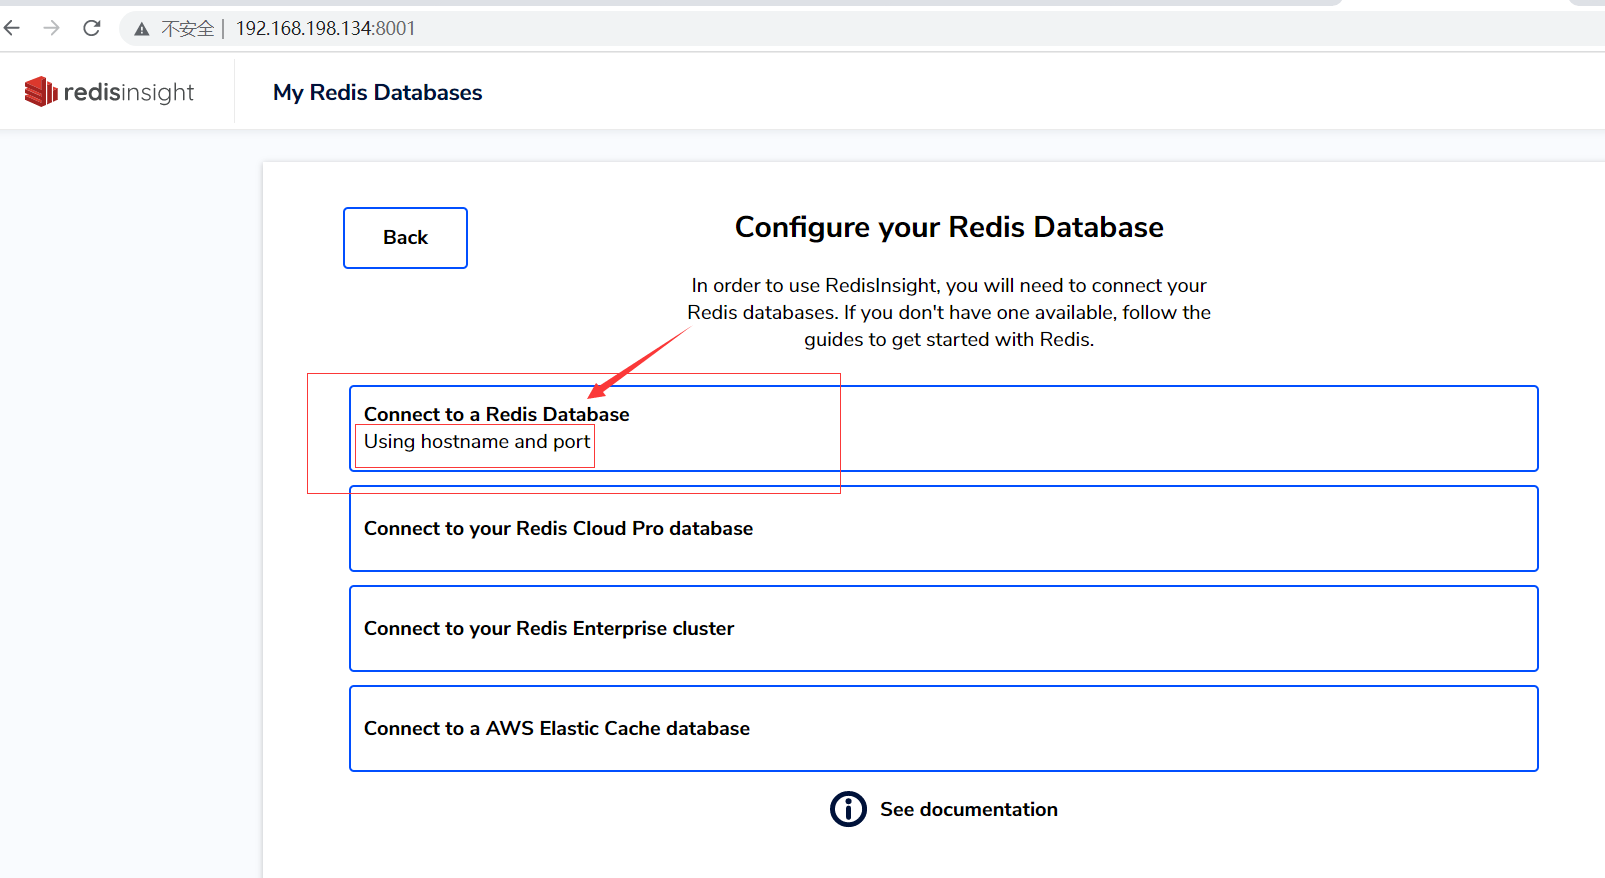 不安全 | 192.168.198.134:8001
redisinsight
My Redis Databases
Back
Configure your Redis Database
In order to use RedisInsight, you will need to connect your
Redis databases. If you don't have one available, follow the
guides to get started with Redis.
Connect to a Redis Database
Using hostname and port
Connect to your Redis Cloud Pro database
Connect to your Redis Enterprise cluster
Connect to a AWS Elastic Cache database
See documentation